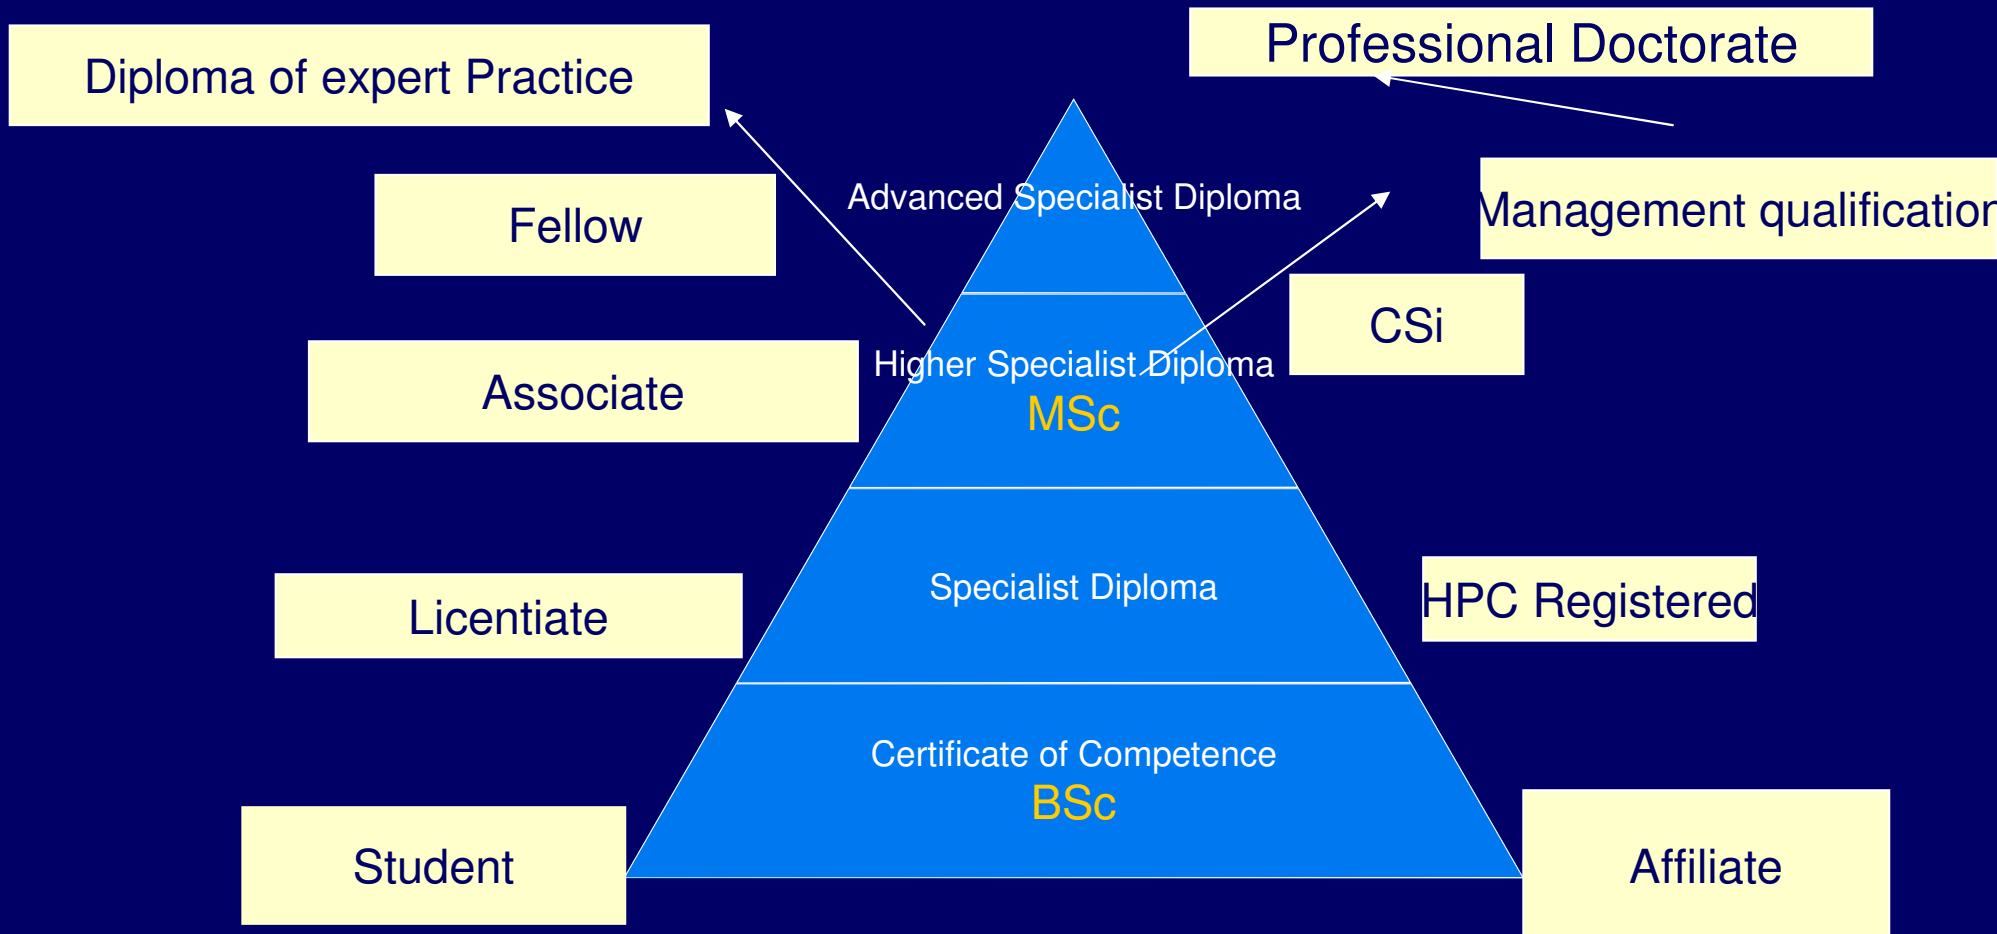 Diploma of expert Practice
Professional Doctorate
Advanced Specialist Diploma
Fellow
Management qualification
CSi
Higher Specialist Diploma
MSc
Associate
Specialist Diploma
Licentiate
HPC Registered
Certificate of Competence
BSc
Student
Affiliate